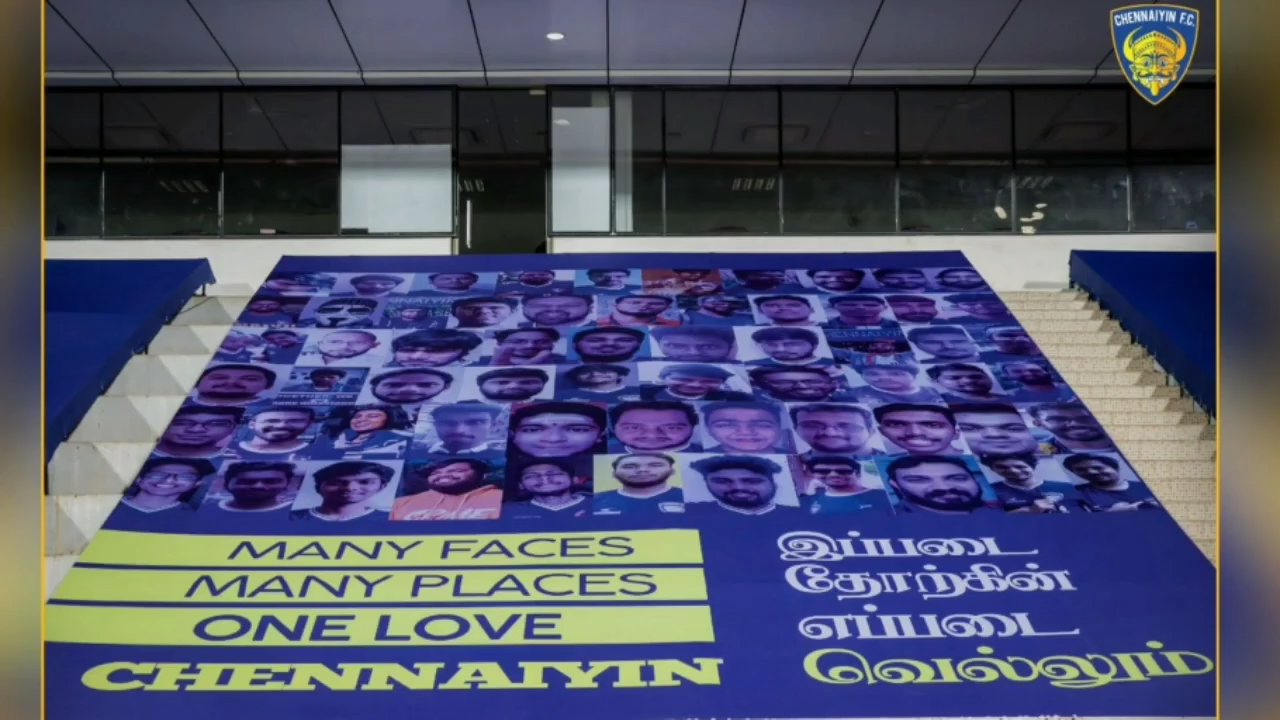 CHENNAIYIN F.C.
MANY FACES
MANY PLACES
ONE LOVE
CHENNAIYIN
இப்படை
தோற்கின்
எப்படை
வெல்லும்